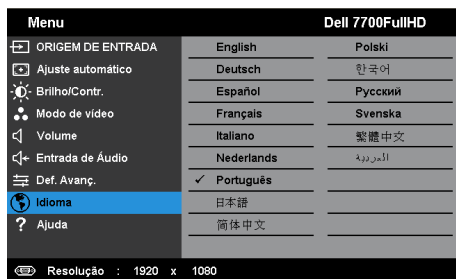 Menu Dell 7700FullHD
ORIGEM DE ENTRADA
Ajuste automático
Brilho/Contr.
Modo de vídeo
Volume
Entrada de Áudio
Def. Avanç.
Idioma
Ajuda
English
Deutsch
Español
Français
Italiano
Nederlands
✓ Português
日本語
简体中文
Polski
한국어
Русский
Svenska
繁體中文
Resolução : 1920 x 1080